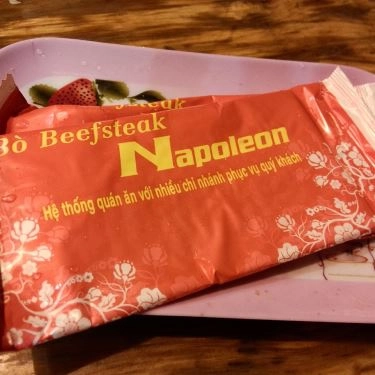 Bò Beefsteak
Napoleon
Hệ thống quán ăn với nhiều chi nhánh phục vụ quý khách